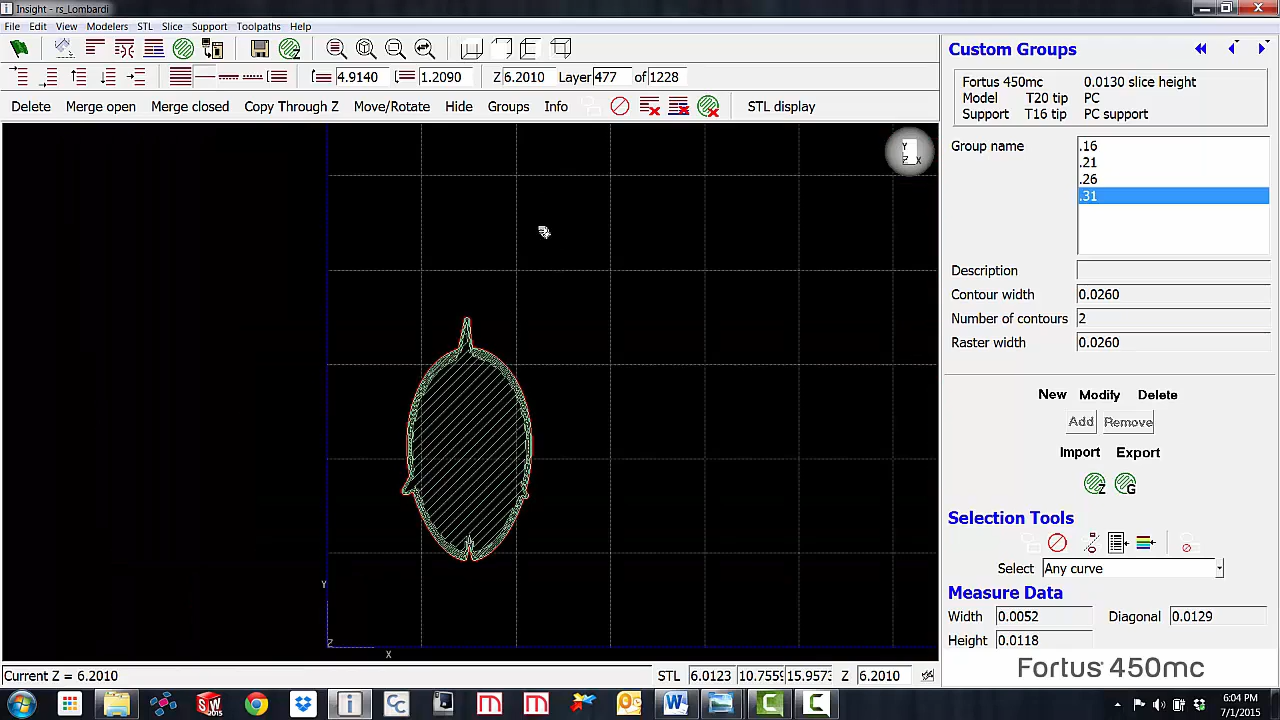 Insight - rs_Lombardi
File Edit View Modelers STL Slice Support Toolpaths Help
4.9140 1.2090 Z 6.2010 Layer 477 of 1228
Delete Merge open Merge closed Copy Through Z Move/Rotate Hide Groups Info STL display
Custom Groups
Fortus 450mc 0.0130 slice height
Model T20 tip PC
Support T16 tip PC support
Group name .16
.21
.26
.31
Description
Contour width 0.0260
Number of contours 2
Raster width 0.0260
New Modify Delete
Add Remove
Import Export
Z G
Selection Tools
Select Any curve
Measure Data
Width 0.0052 Diagonal 0.0129
Height 0.0118
Fortus 450mc
Y
Z X
Y
Z
X
Current Z = 6.2010 STL 6.0123 10.7559 15.9573 Z 6.2010
6:04 PM
7/1/2015